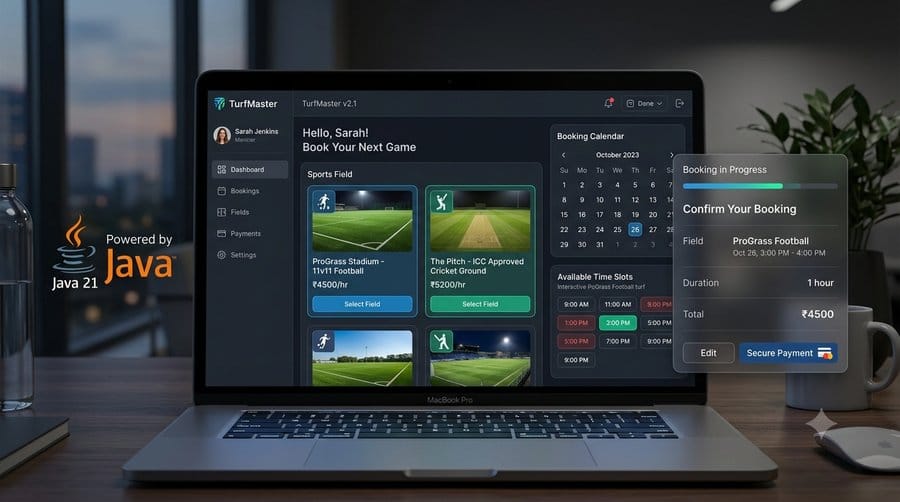 TurfMaster
TurfMaster v2.1
Done
Sarah Jenkins
Dashboard
Bookings
Fields
Payments
Settings
Hello, Sarah!
Book Your Next Game
Sports Field
ProGrass Stadium -
11v11 Football
₹4500/hr
Select Field
The Pitch - ICC Approved
Cricket Ground
₹5200/hr
Select Field
Booking Calendar
October 2023
Su Mo Tu We Th Fr
1 2 3 4 5 6 7
8 9 10 11 12 13
15 16 17 18 19 20
22 23 24 25 26 27
29 30 31 1 2 3
Available Time Slots
Interactive PoGrass Football turf
9:00 AM 11:00 AM 9:00 PM
1:00 PM 2:00 PM 5:00 PM
5:00 PM 7:00 PM 9:00 PM
9:00 PM
Booking in Progress
Confirm Your Booking
Field ProGrass Football
Oct 26, 3:00 PM - 4:00 PM
Duration 1 hour
Total ₹4500
Edit Secure Payment
Powered by
Java
Java 21
MacBook Pro